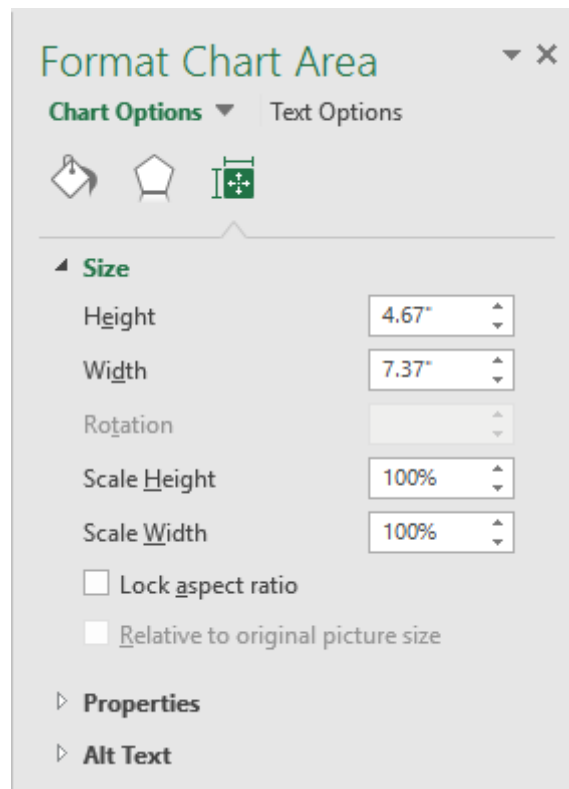 Format Chart Area
Chart Options Text Options
Size
Height 4.67"
Width 7.37"
Rotation
Scale Height 100%
Scale Width 100%
Lock aspect ratio
Relative to original picture size
Properties
Alt Text